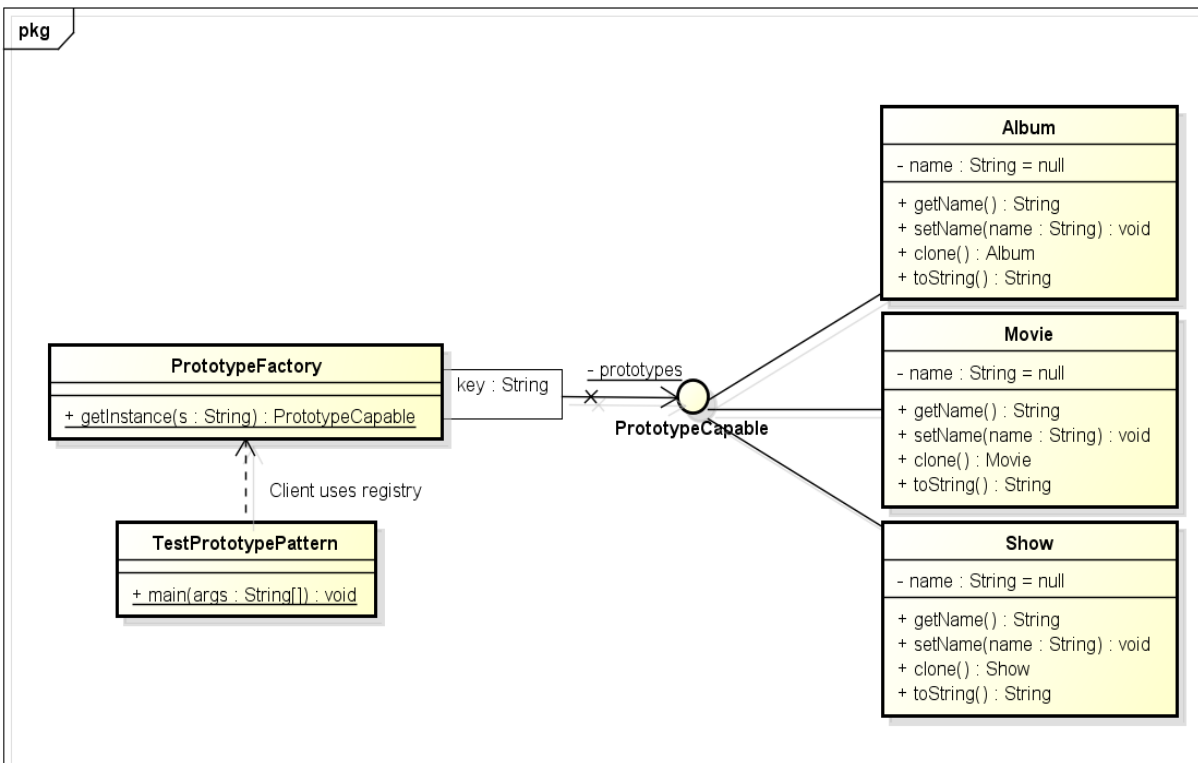 pkg
Album
- name : String = null
+ getName() : String
+ setName(name : String) : void
+ clone() : Album
+ toString() : String
Movie
- name : String = null
+ getName() : String
+ setName(name : String) : void
+ clone() : Movie
+ toString() : String
Show
- name : String = null
+ getName() : String
+ setName(name : String) : void
+ clone() : Show
+ toString() : String
PrototypeFactory
+ getInstance(s : String) : PrototypeCapable
key : String
- prototypes
PrototypeCapable
Client uses registry
TestPrototypePattern
+ main(args : String[]) : void